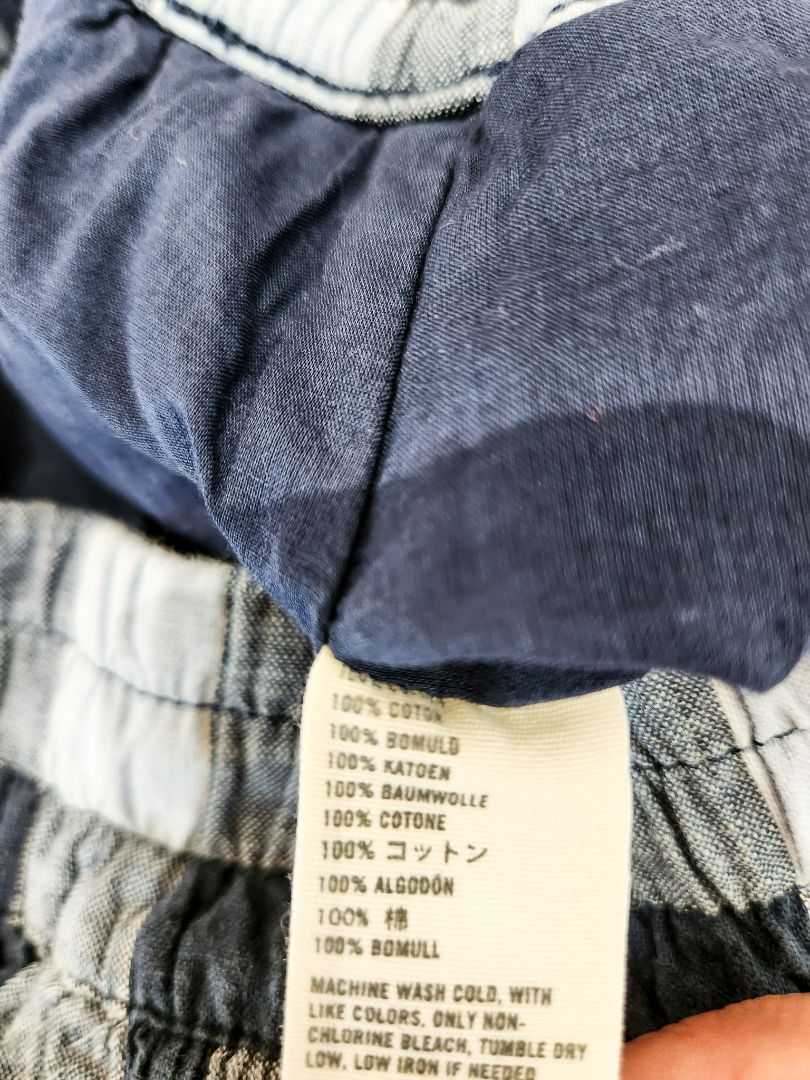 100% COTON
100% BOMULD
100% KATOEN
100% BAUMWOLLE
100% COTONE
100% コットン
100% ALGODÓN
100% 棉
100% BOMULL
MACHINE WASH COLD, WITH
LIKE COLORS, ONLY NON-
CHLORINE BLEACH, TUMBLE DRY
LOW, LOW IRON IF NEEDED